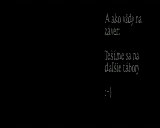 A ako vždy na
záver:
Tešíme sa na
ďalšie tábory
:-)